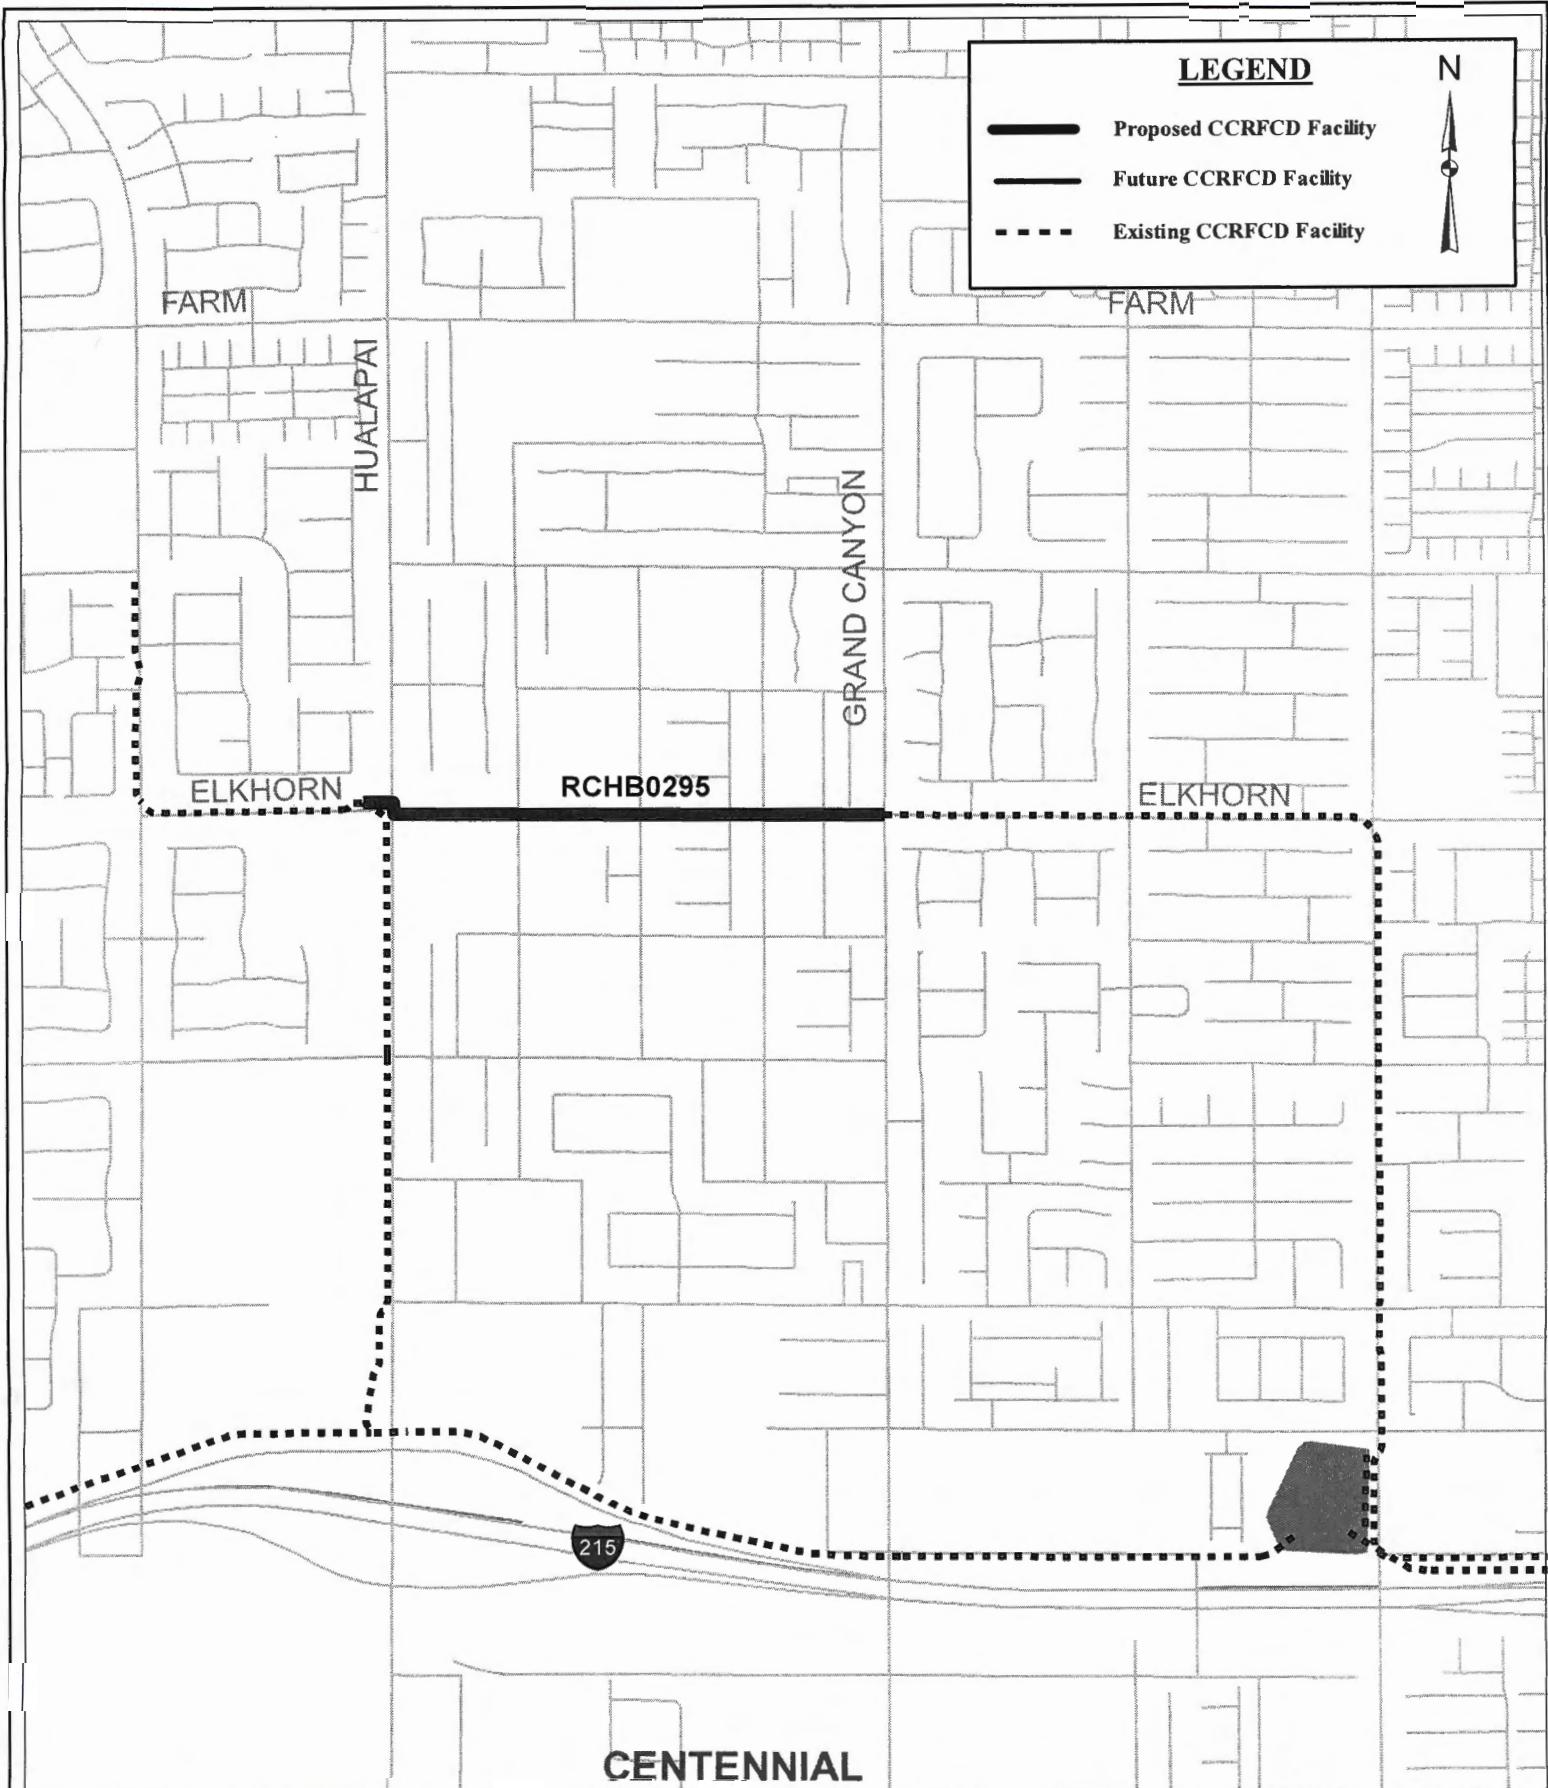 LEGEND
N
Proposed CCRFCD Facility
Future CCRFCD Facility
Existing CCRFCD Facility
FARM
FARM
HUALAPAI
GRAND CANYON
ELKHORN
RCHB0295
ELKHORN
215
CENTENNIAL